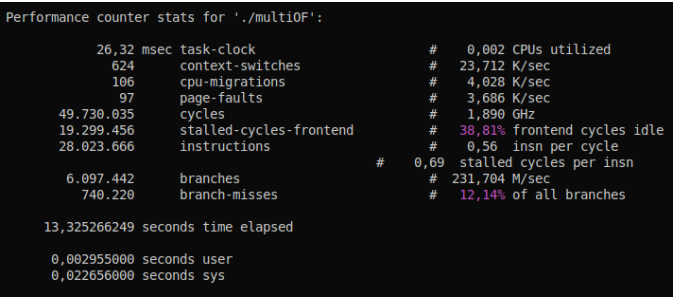 Performance counter stats for './multiOF':
26,32 msec task-clock # 0,002 CPUs utilized
624 context-switches # 23,712 K/sec
106 cpu-migrations # 4,028 K/sec
97 page-faults # 3,686 K/sec
49.730.035 cycles # 1,890 GHz
19.299.456 stalled-cycles-frontend # 38,81% frontend cycles idle
28.023.666 instructions # 0,56 insn per cycle
# 0,69 stalled cycles per insn
6.097.442 branches # 231,704 M/sec
740.220 branch-misses # 12,14% of all branches
13,325266249 seconds time elapsed
0,002955000 seconds user
0,022656000 seconds sys